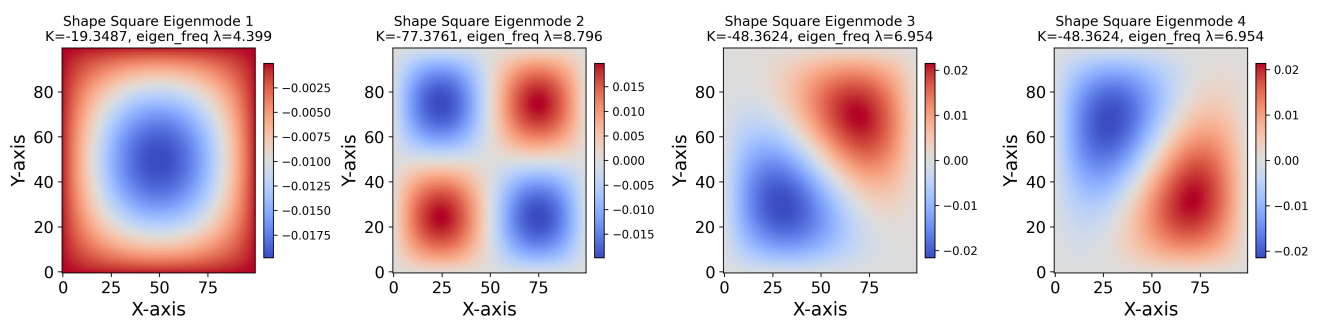 Shape Square Eigenmode 1
K=-19.3487, eigen_freq λ=4.399
Y-axis
80
60
40
20
0
0 25 50 75
X-axis
−0.0025
−0.0050
−0.0075
−0.0100
−0.0125
−0.0150
−0.0175
Shape Square Eigenmode 2
K=-77.3761, eigen_freq λ=8.796
Y-axis
80
60
40
20
0
0 25 50 75
X-axis
0.015
0.010
0.005
0.000
−0.005
−0.010
−0.015
Shape Square Eigenmode 3
K=-48.3624, eigen_freq λ=6.954
Y-axis
80
60
40
20
0
0 25 50 75
X-axis
0.02
0.01
0.00
−0.01
−0.02
Shape Square Eigenmode 4
K=-48.3624, eigen_freq λ=6.954
Y-axis
80
60
40
20
0
0 25 50 75
X-axis
0.02
0.01
0.00
−0.01
−0.02